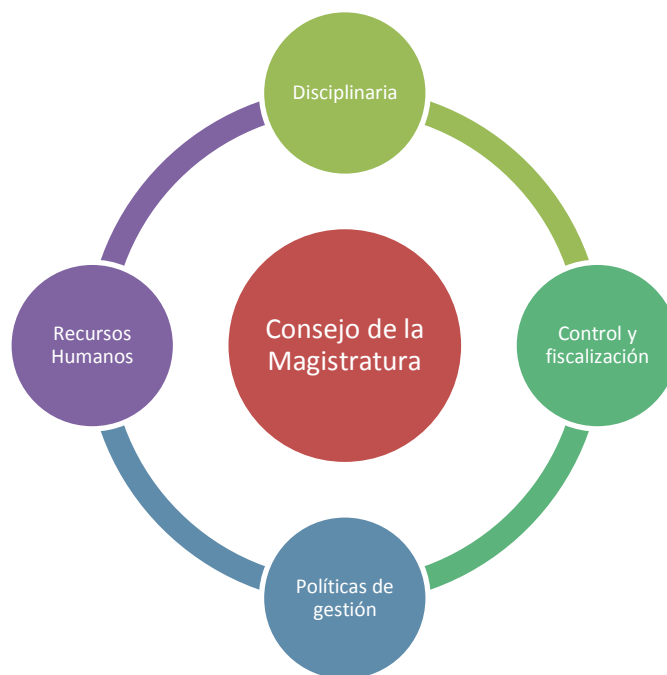 Disciplinaria
Recursos
Humanos
Consejo de la
Magistratura
Control y
fiscalización
Políticas de
gestión